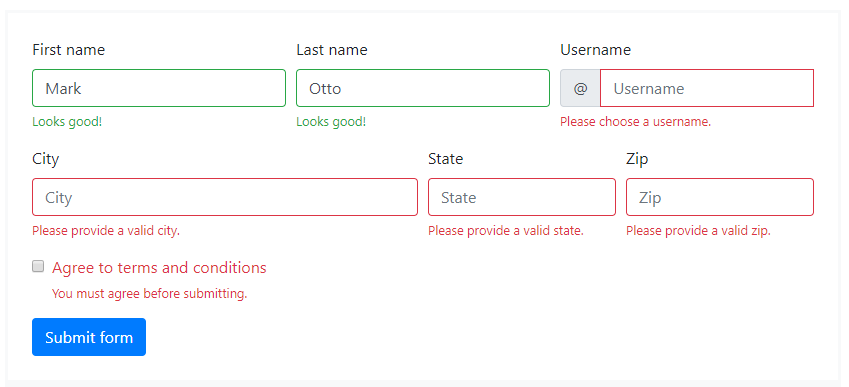 First name Last name Username
Mark Otto @ Username
Looks good! Looks good! Please choose a username.
City State Zip
City State Zip
Please provide a valid city. Please provide a valid state. Please provide a valid zip.
Agree to terms and conditions
You must agree before submitting.
Submit form